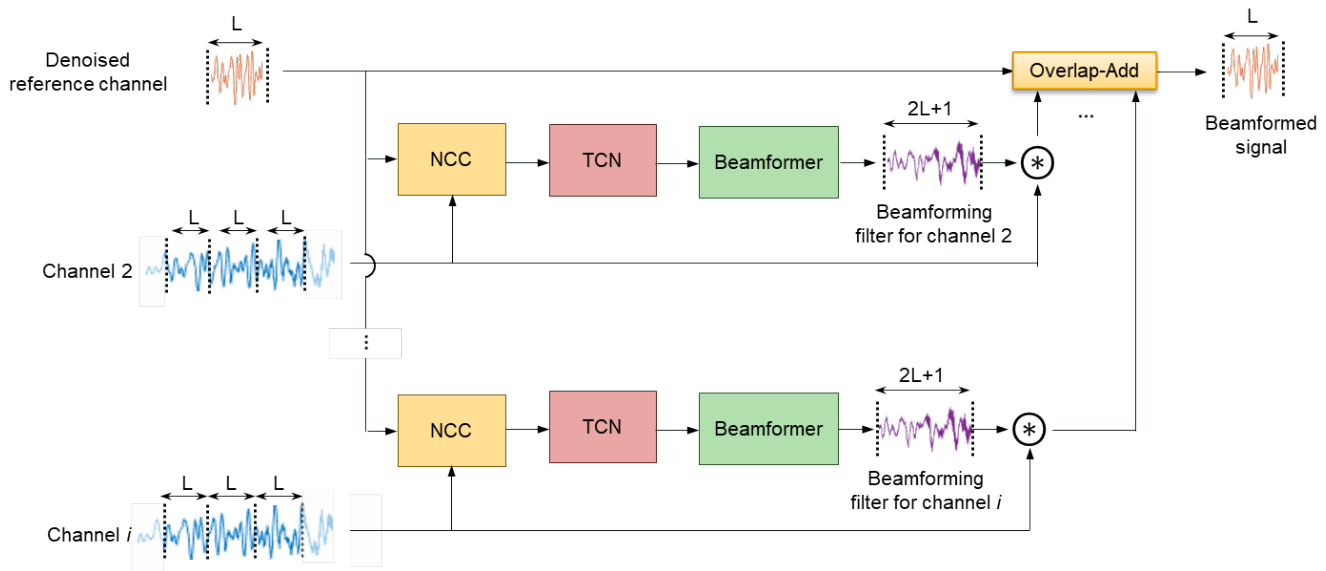 L
L
Denoised
reference channel
Overlap-Add
Beamformed
signal
...
2L+1
NCC
TCN
Beamformer
Beamforming
filter for channel 2
L L L
Channel 2
...
2L+1
NCC
TCN
Beamformer
Beamforming
filter for channel i
L L L
Channel i